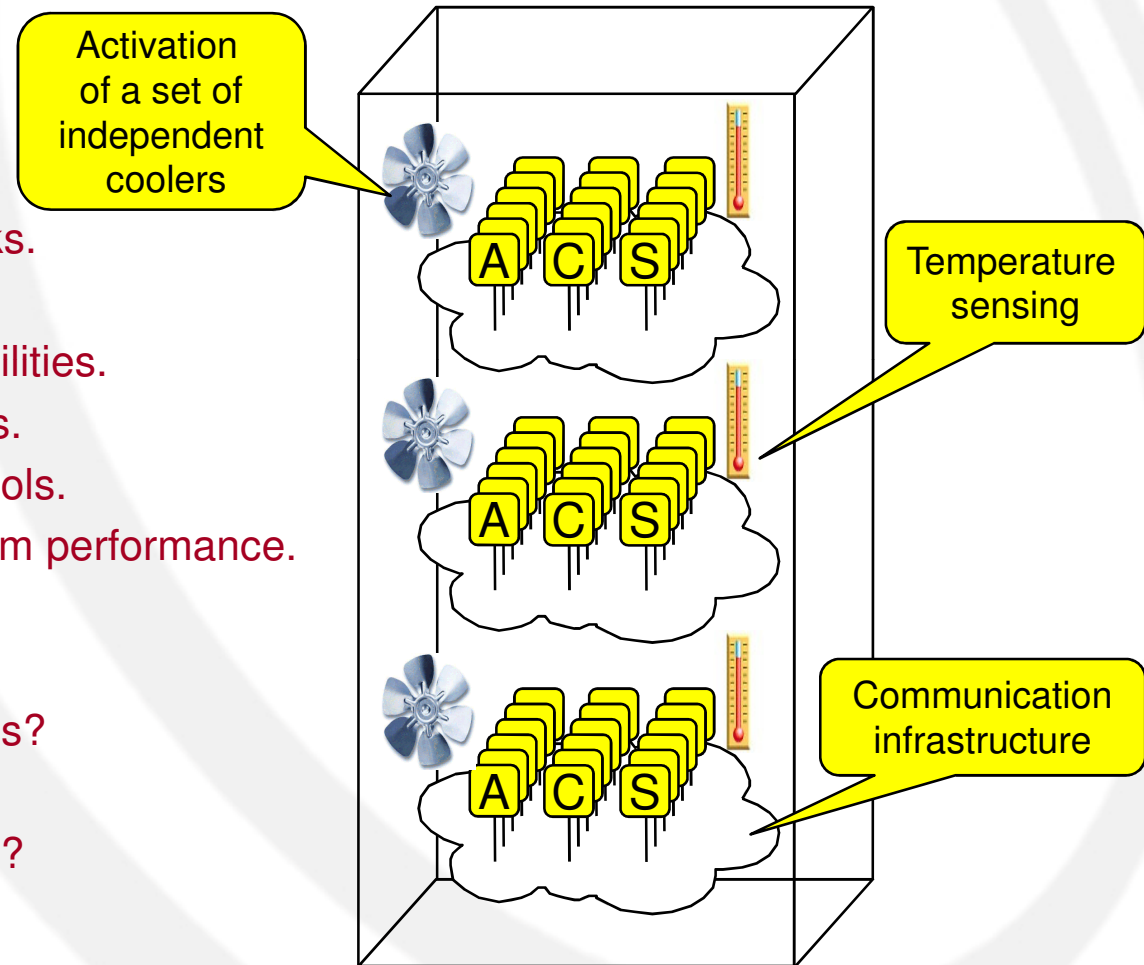 Activation
of a set of
independent
coolers
ks.
ilities.
s.
ols.
m performance.
s?
?
A C S
Temperature
sensing
A C S
Communication
infrastructure
A C S